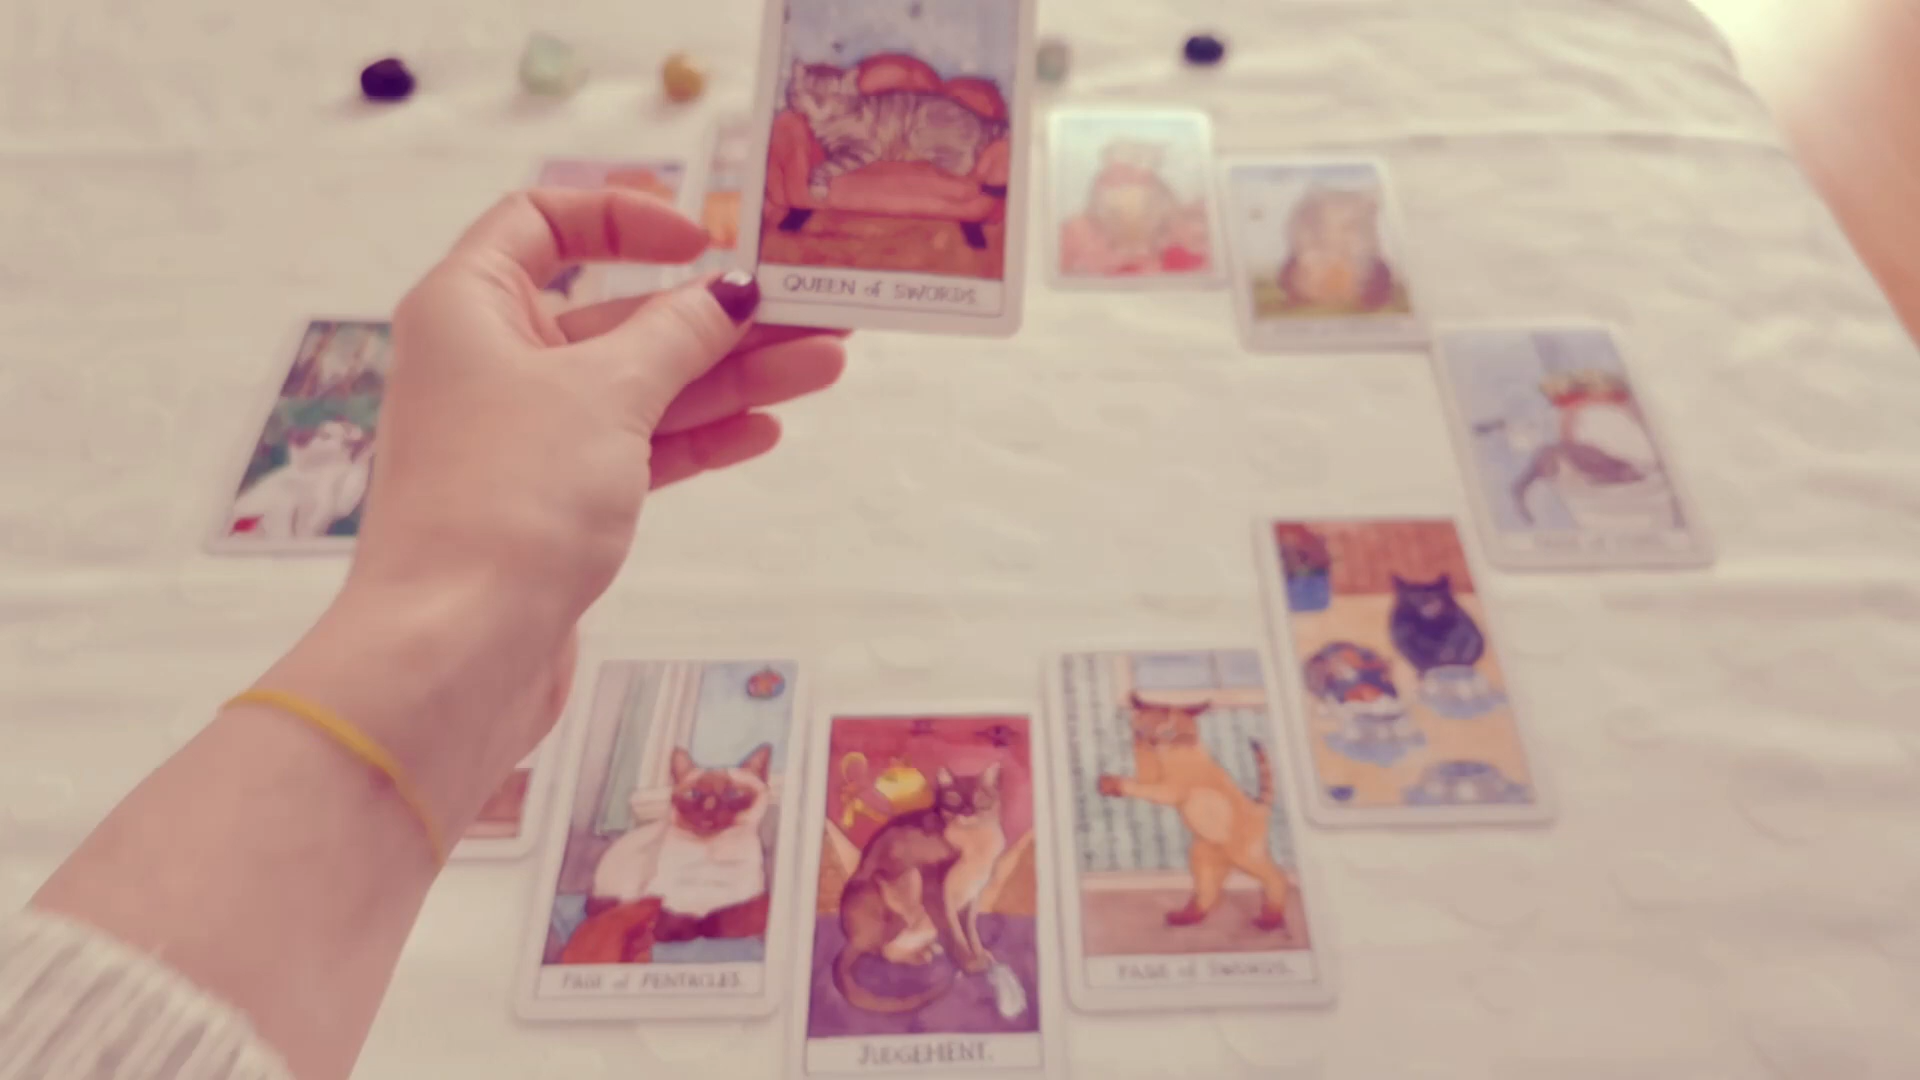 QUEEN of SWORDS.
PAGE of PENTACLES.
PAGE of SWORDS.
JUDGEMENT.